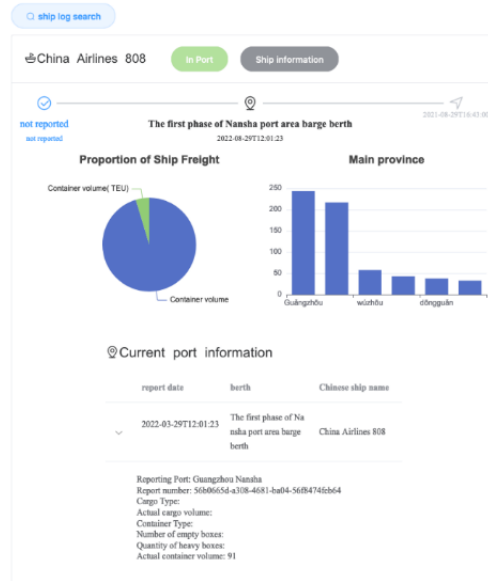 ship log search
China Airlines 808
In Port
Ship information
not reported
not reported
The first phase of Nansha port area barge berth
2022-08-29T12:01:23
2021-08-29T16:43:00
Proportion of Ship Freight
Container volume( TEU)
Container volume
Main province
250
200
150
100
50
0
Guǎngzhōu
wúzhōu
dōngguǎn
Current port information
report date
berth
Chinese ship name
2022-03-29T12:01:23
The first phase of Na
nsha port area barge
berth
China Airlines 808
Reporting Port: Guangzhou Nansha
Report number: 56b0665d-a308-4681-ba04-56f8474feb64
Cargo Type:
Actual cargo volume:
Container Type:
Number of empty boxes:
Quantity of heavy boxes:
Actual container volume: 91